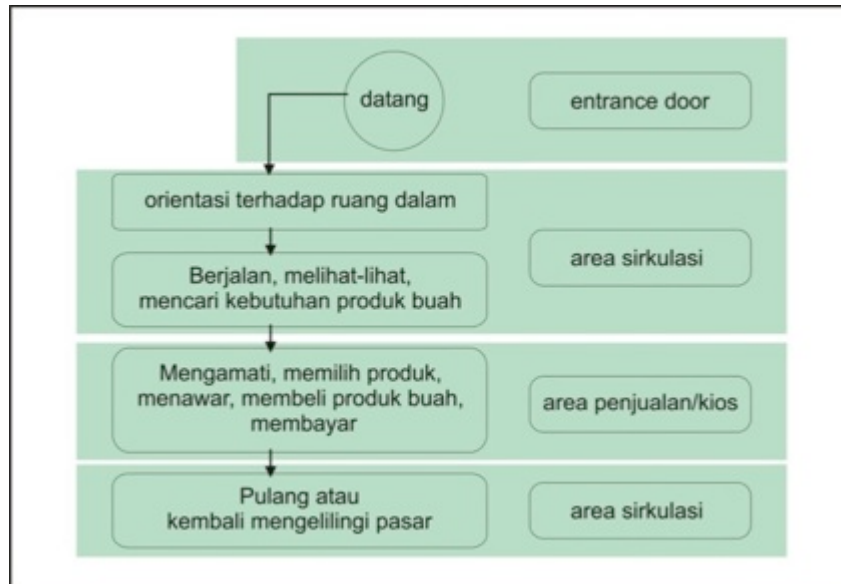 datang
entrance door
orientasi terhadap ruang dalam
Berjalan, melihat-lihat,
mencari kebutuhan produk buah
area sirkulasi
Mengamati, memilih produk,
menawar, membeli produk buah,
membayar
area penjualan/kios
Pulang atau
kembali mengelilingi pasar
area sirkulasi